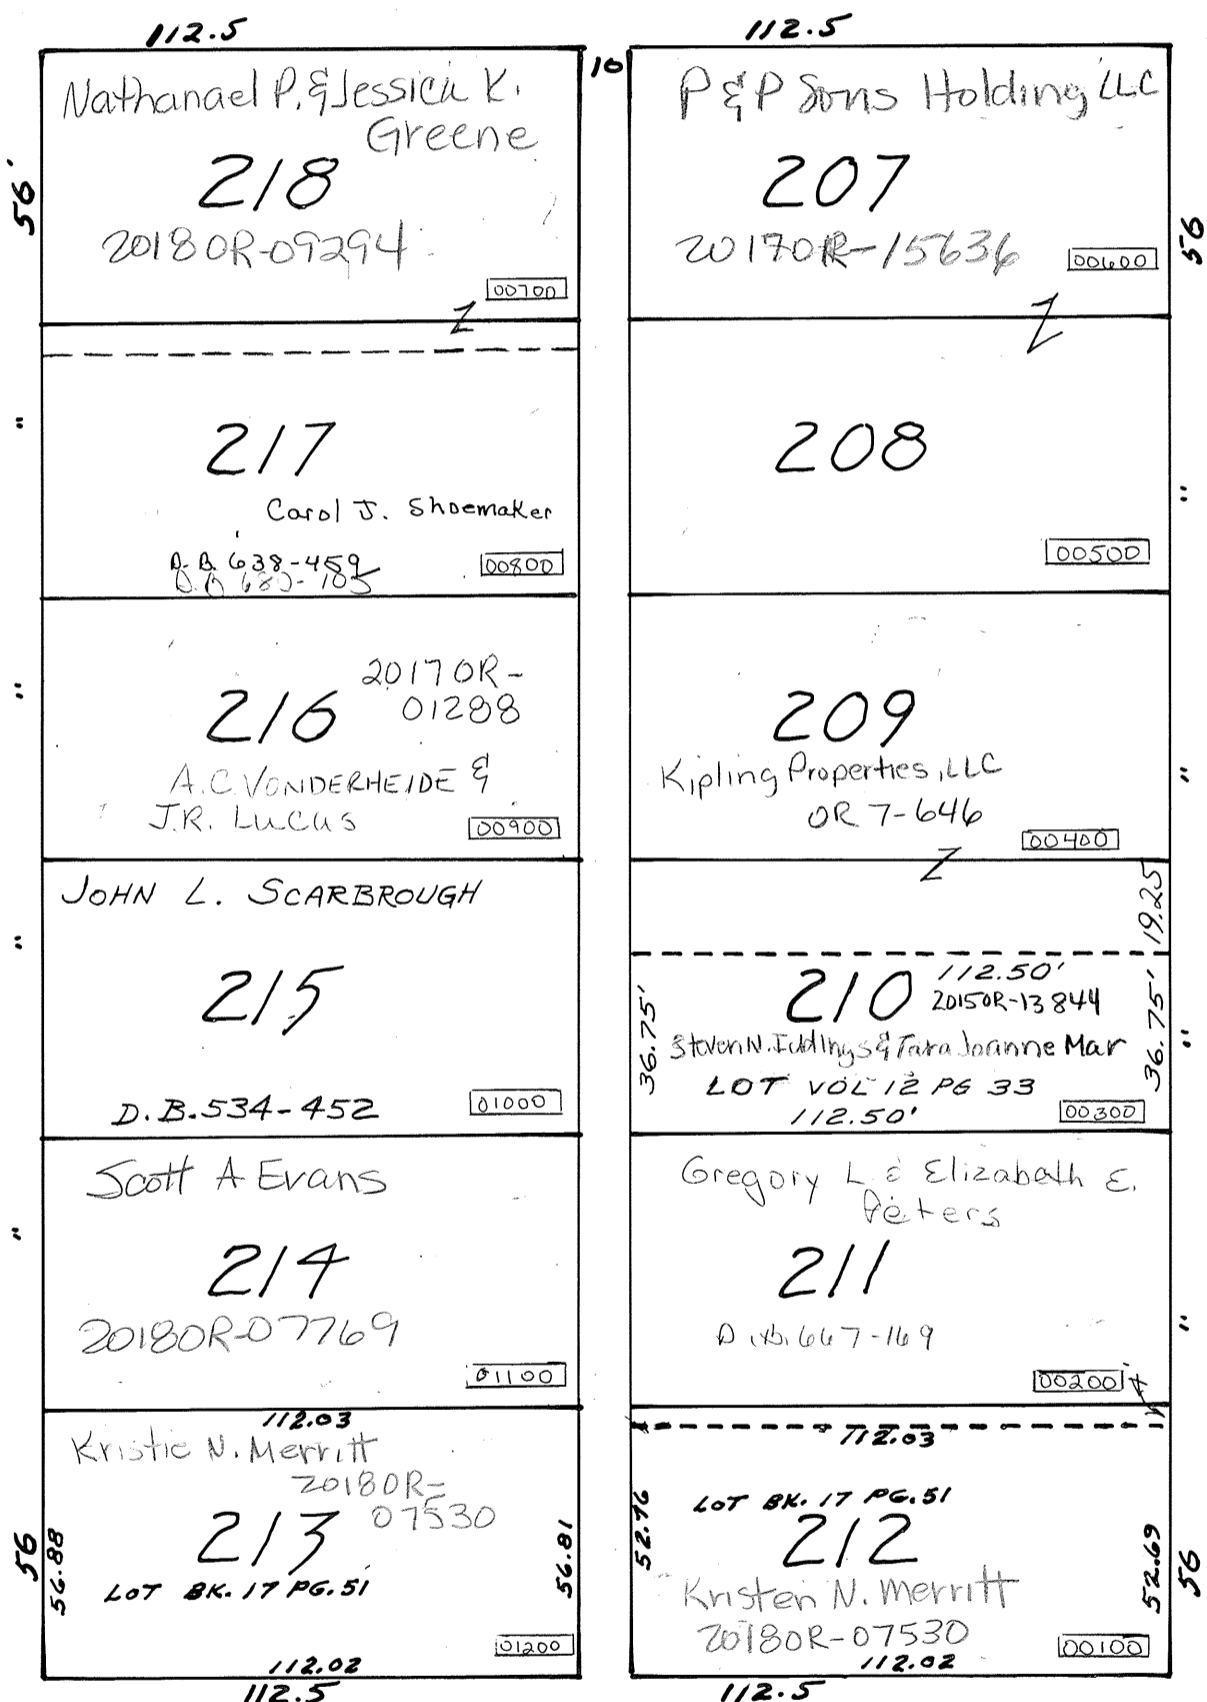 112.5
56'
Nathanael P. & Jessica K.
Greene
218
2018OR-09294
00700
"
217
Carol J. Shoemaker
D.B. 638-459
00800
"
216
2017OR-
01288
A.C. VONDERHEIDE &
J.R. LUCAS
00900
"
JOHN L. SCARBROUGH
215
D.B. 534-452
01000
"
Scott A Evans
214
2018OR-07769
01100
112.03
Kristie N. Merritt
2018OR-
07530
213
56
56.88
56.81
LOT BK. 17 PG. 51
01200
112.02
112.5
10
112.5
P & P Sons Holding LLC
207
2017OR-15636
00600
56
208
00500
"
209
Kipling Properties, LLC
OR 7-646
00400
"
19.25
210
112.50'
2015OR-13844
36.75'
36.75'
Steven N. Iddings & Tara Joanne Mar
LOT VOL 12 PG 33
112.50'
00300
"
Gregory L & Elizabeth E.
Peters
211
D.B. 667-169
00200
"
112.03
LOT BK. 17 PG. 51
212
52.76
52.69
56
Kristen N. Merritt
2018OR-07530
00100
112.02
112.5